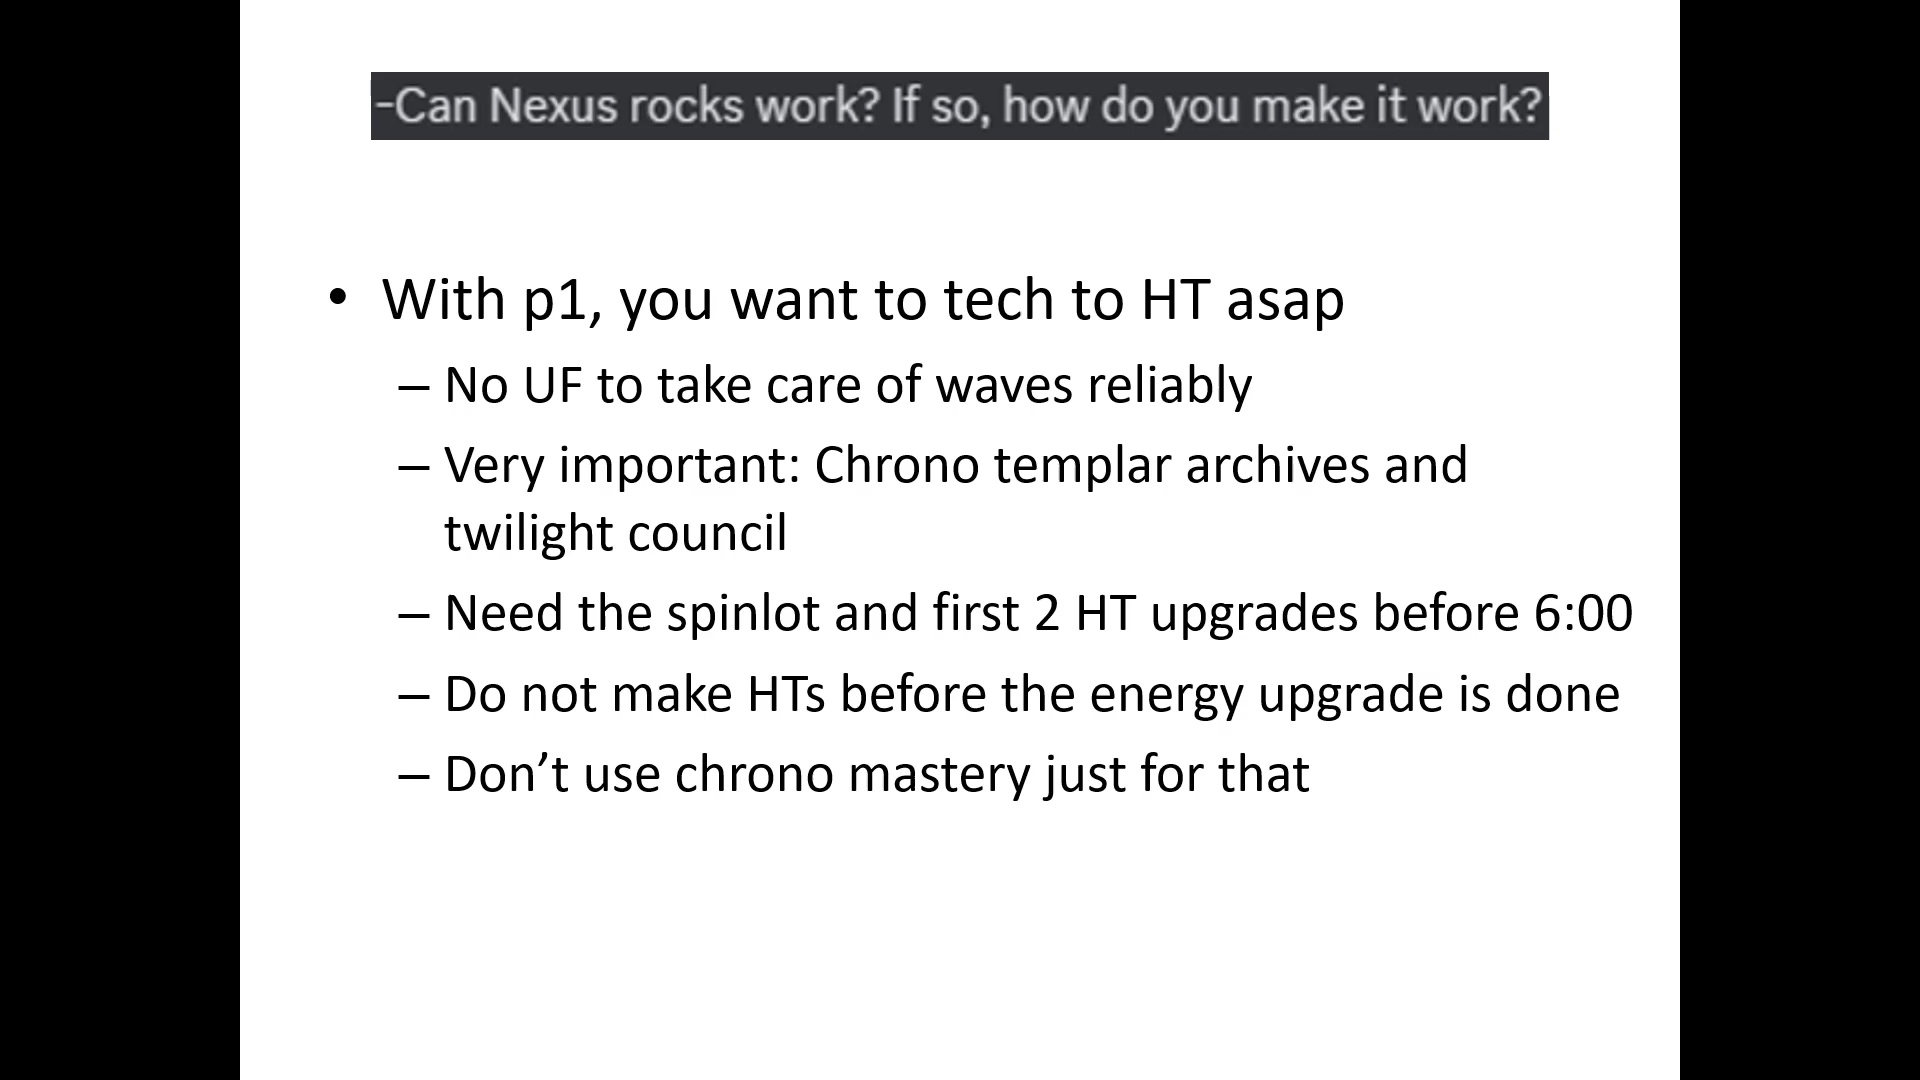 -Can Nexus rocks work? If so, how do you make it work?
• With p1, you want to tech to HT asap
– No UF to take care of waves reliably
– Very important: Chrono templar archives and
twilight council
– Need the spinlot and first 2 HT upgrades before 6:00
– Do not make HTs before the energy upgrade is done
– Don’t use chrono mastery just for that